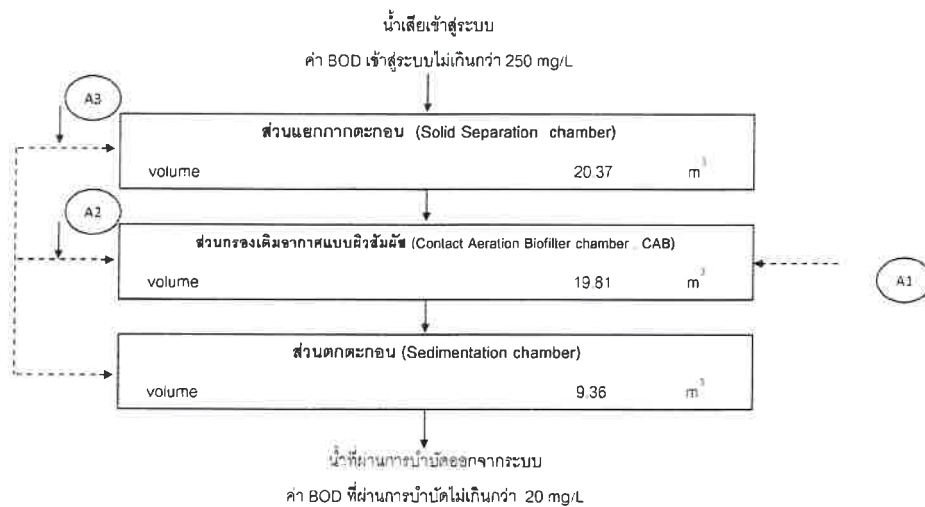 น้ำเสียเข้าสู่ระบบ
ค่า BOD เข้าสู่ระบบไม่เกินกว่า 250 mg/L
A3
ส่วนแยกกากตะกอน (Solid Separation chamber)
volume 20.37 m³
A2
ส่วนกรองเติมอากาศแบบผิวสัมผัส (Contact Aeration Biofilter chamber CAB)
volume 19.81 m³
A1
ส่วนตกตะกอน (Sedimentation chamber)
volume 9.36 m³
น้ำที่ผ่านการบำบัดออกจากระบบ
ค่า BOD ที่ผ่านการบำบัดไม่เกินกว่า 20 mg/L